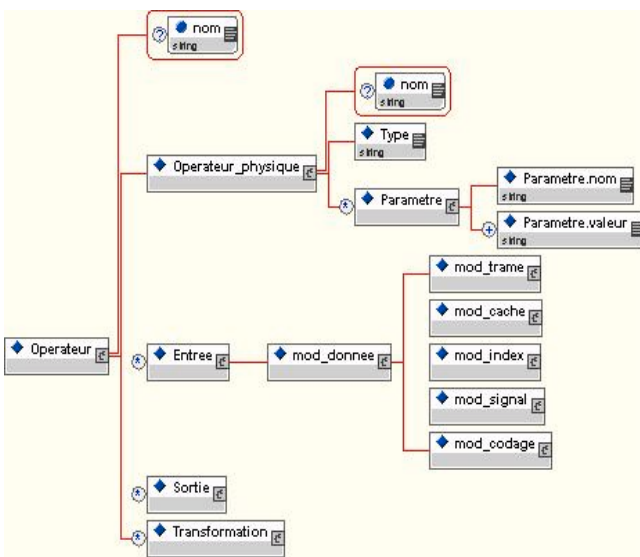 ? nom
string
? nom
string
Type
string
Operateur_physique
* Parametre
Parametre.nom
string
+ Parametre.valeur
string
mod_trame
mod_cache
Operateur
* Entree
mod_donnee
mod_index
mod_signal
mod_codage
* Sortie
* Transformation